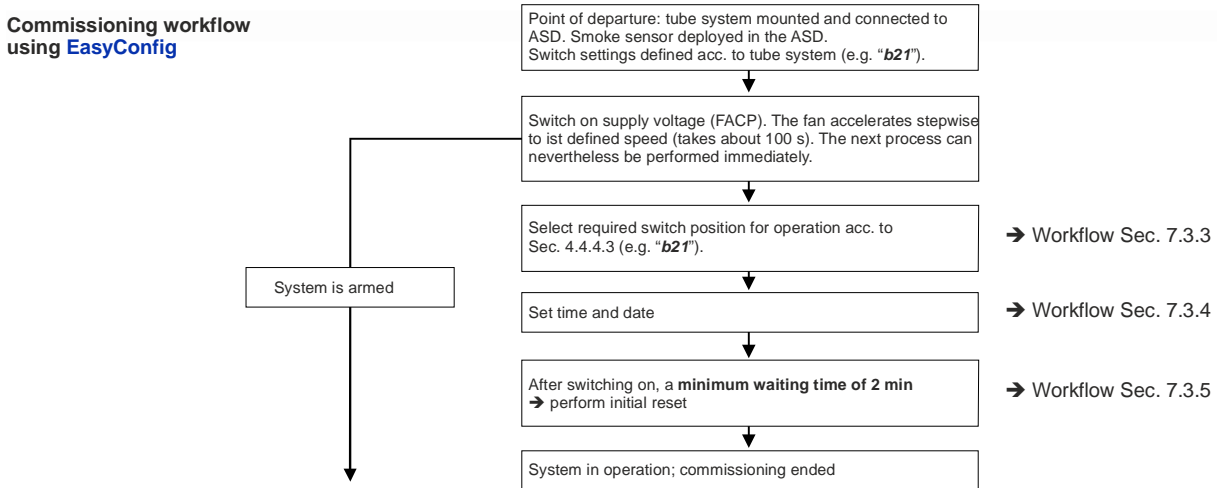 Commissioning workflow
using EasyConfig
Point of departure: tube system mounted and connected to
ASD. Smoke sensor deployed in the ASD.
Switch settings defined acc. to tube system (e.g. “b21”).
Switch on supply voltage (FACP). The fan accelerates stepwise
to ist defined speed (takes about 100 s). The next process can
nevertheless be performed immediately.
Select required switch position for operation acc. to
Sec. 4.4.4.3 (e.g. “b21”).
➔ Workflow Sec. 7.3.3
System is armed
Set time and date
➔ Workflow Sec. 7.3.4
After switching on, a minimum waiting time of 2 min
➔ perform initial reset
➔ Workflow Sec. 7.3.5
System in operation; commissioning ended